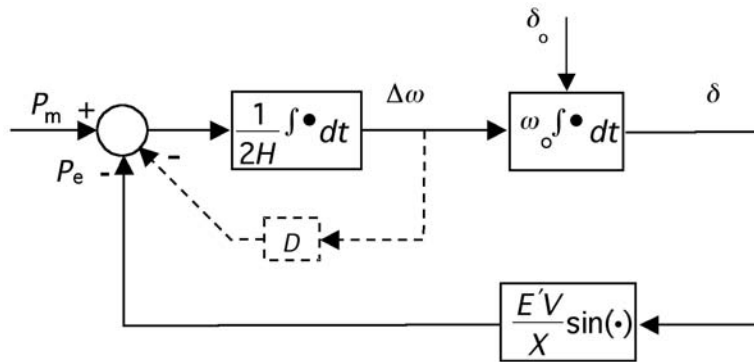 δₒ
Pₘ + 1/2H ∫ • dt Δω ωₒ ∫ • dt δ
Pₑ - -
D
E′V/X sin(·)